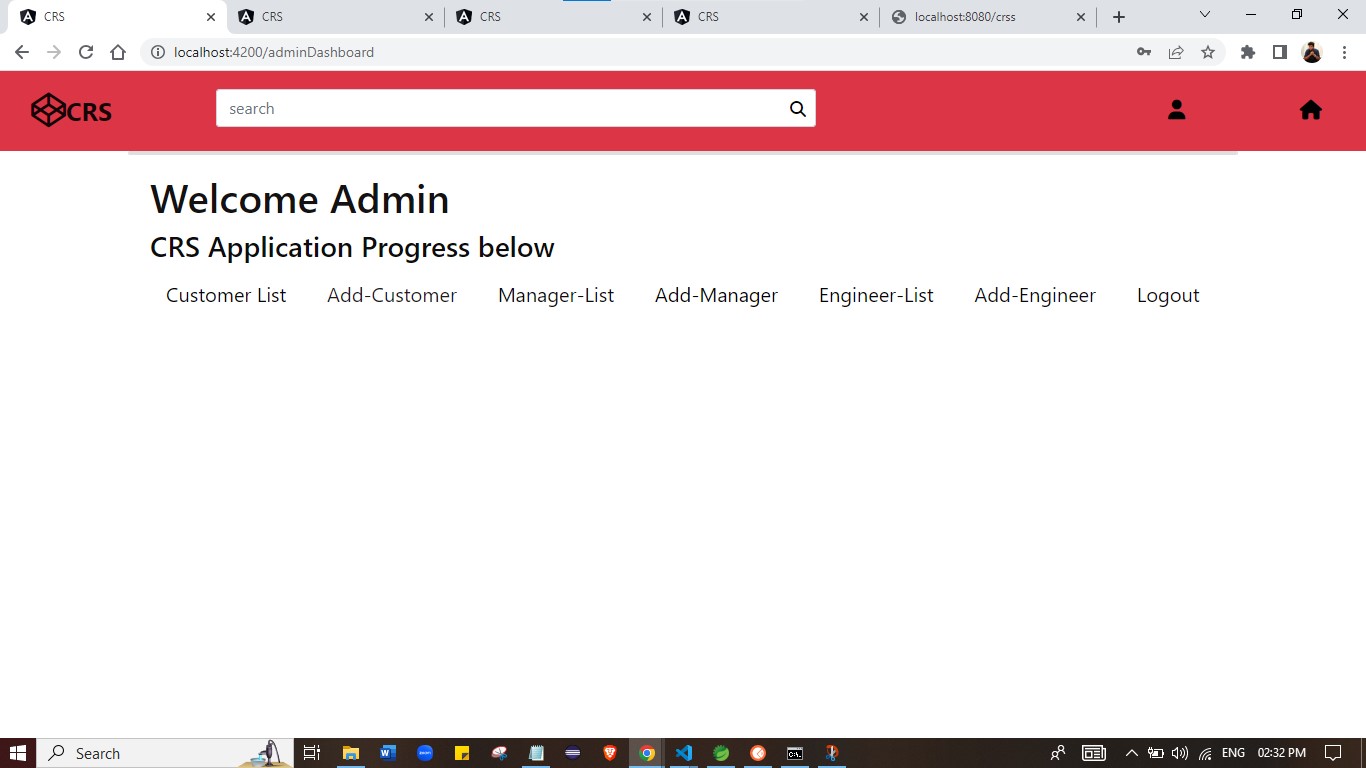 CRS CRS CRS CRS localhost:8080/crss
localhost:4200/adminDashboard
CRS search
Welcome Admin
CRS Application Progress below
Customer List Add-Customer Manager-List Add-Manager Engineer-List Add-Engineer Logout
Search ENG 02:32 PM